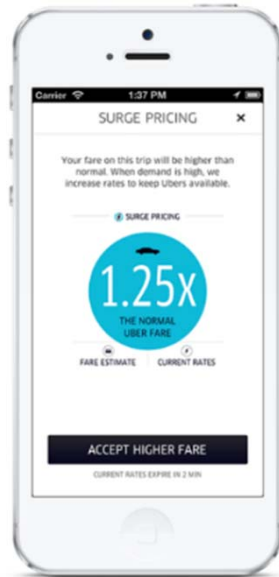 Carrier 1:37 PM
SURGE PRICING ×
Your fare on this trip will be higher than
normal. When demand is high, we
increase rates to keep Ubers available.
SURGE PRICING
1.25x
THE NORMAL
UBER FARE
FARE ESTIMATE CURRENT RATES
ACCEPT HIGHER FARE
CURRENT RATES EXPIRE IN 2 MIN